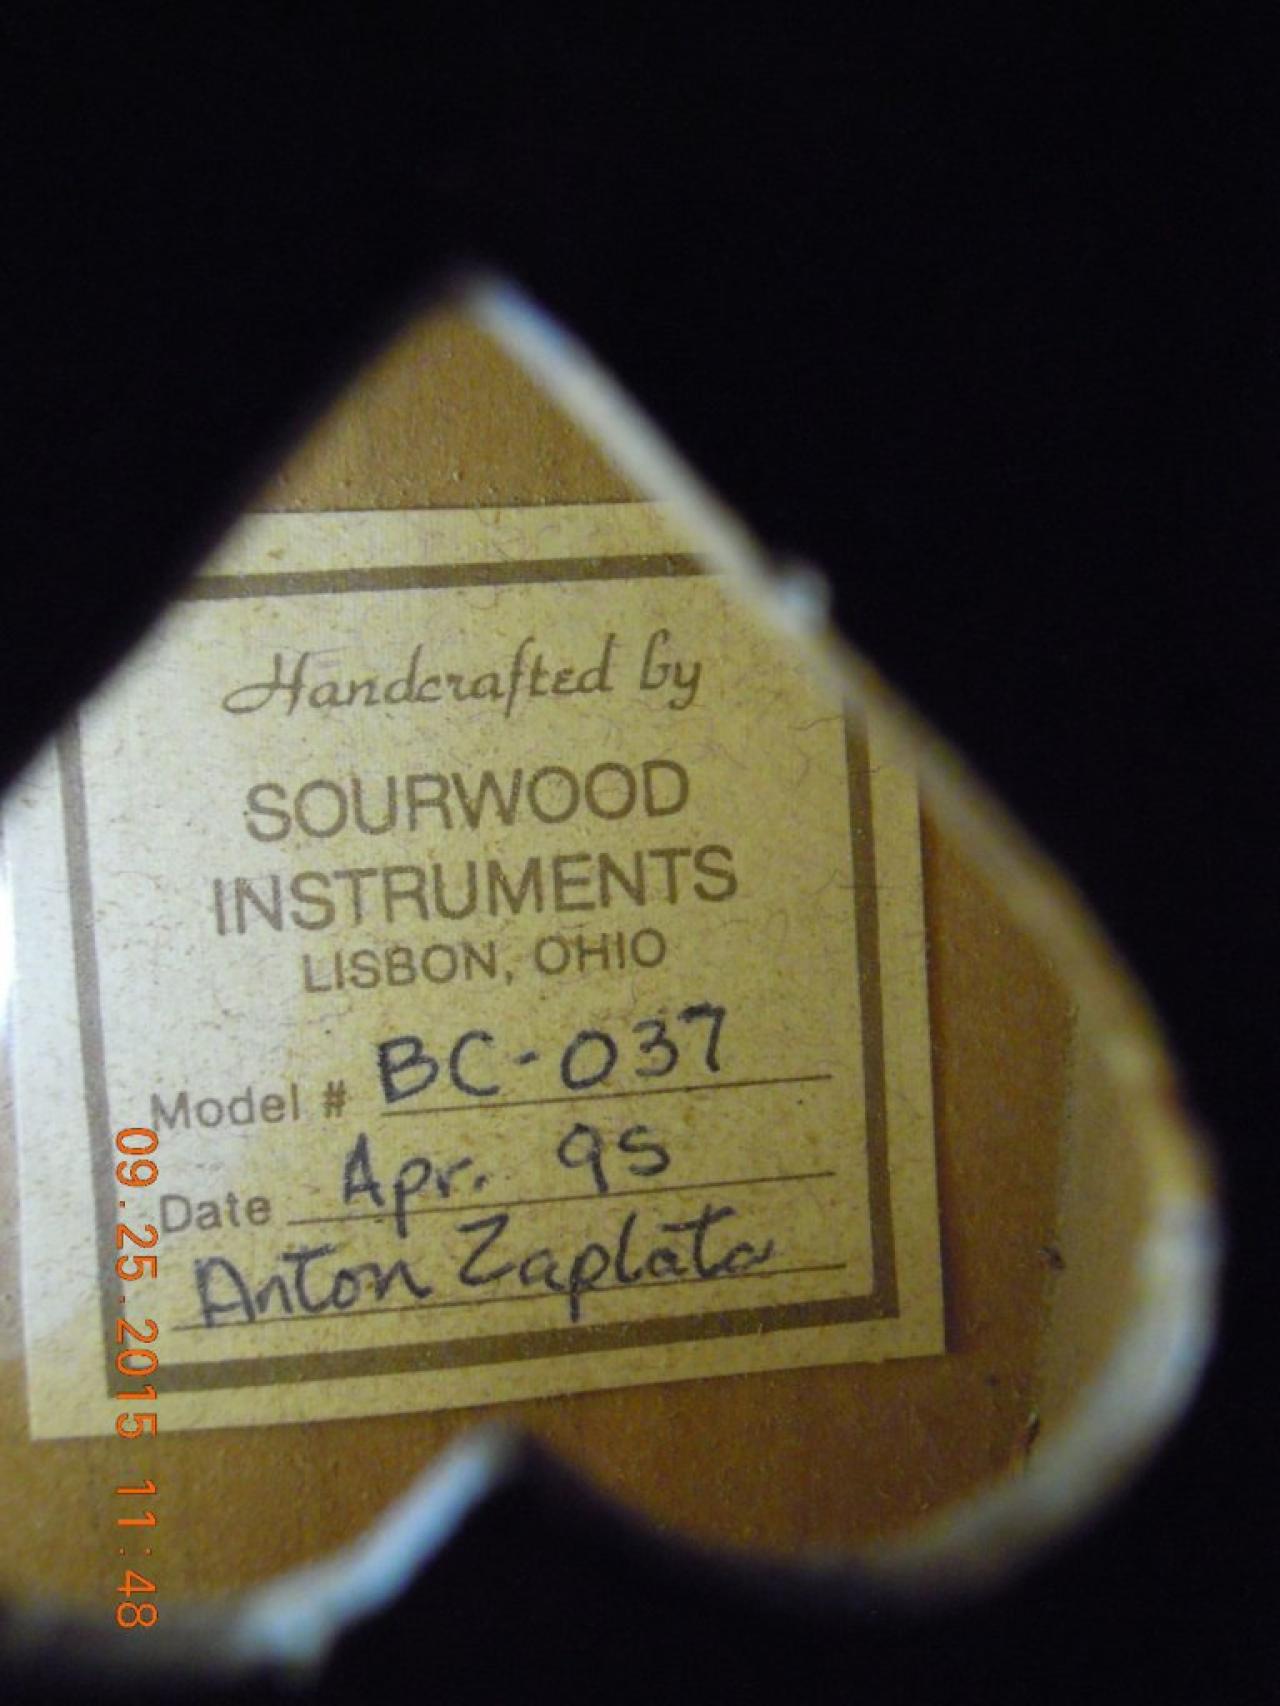 Handcrafted by
SOURWOOD
INSTRUMENTS
LISBON, OHIO
Model # BC-037
Date Apr. 95
Anton Zaplata
09.25.2015 11:48